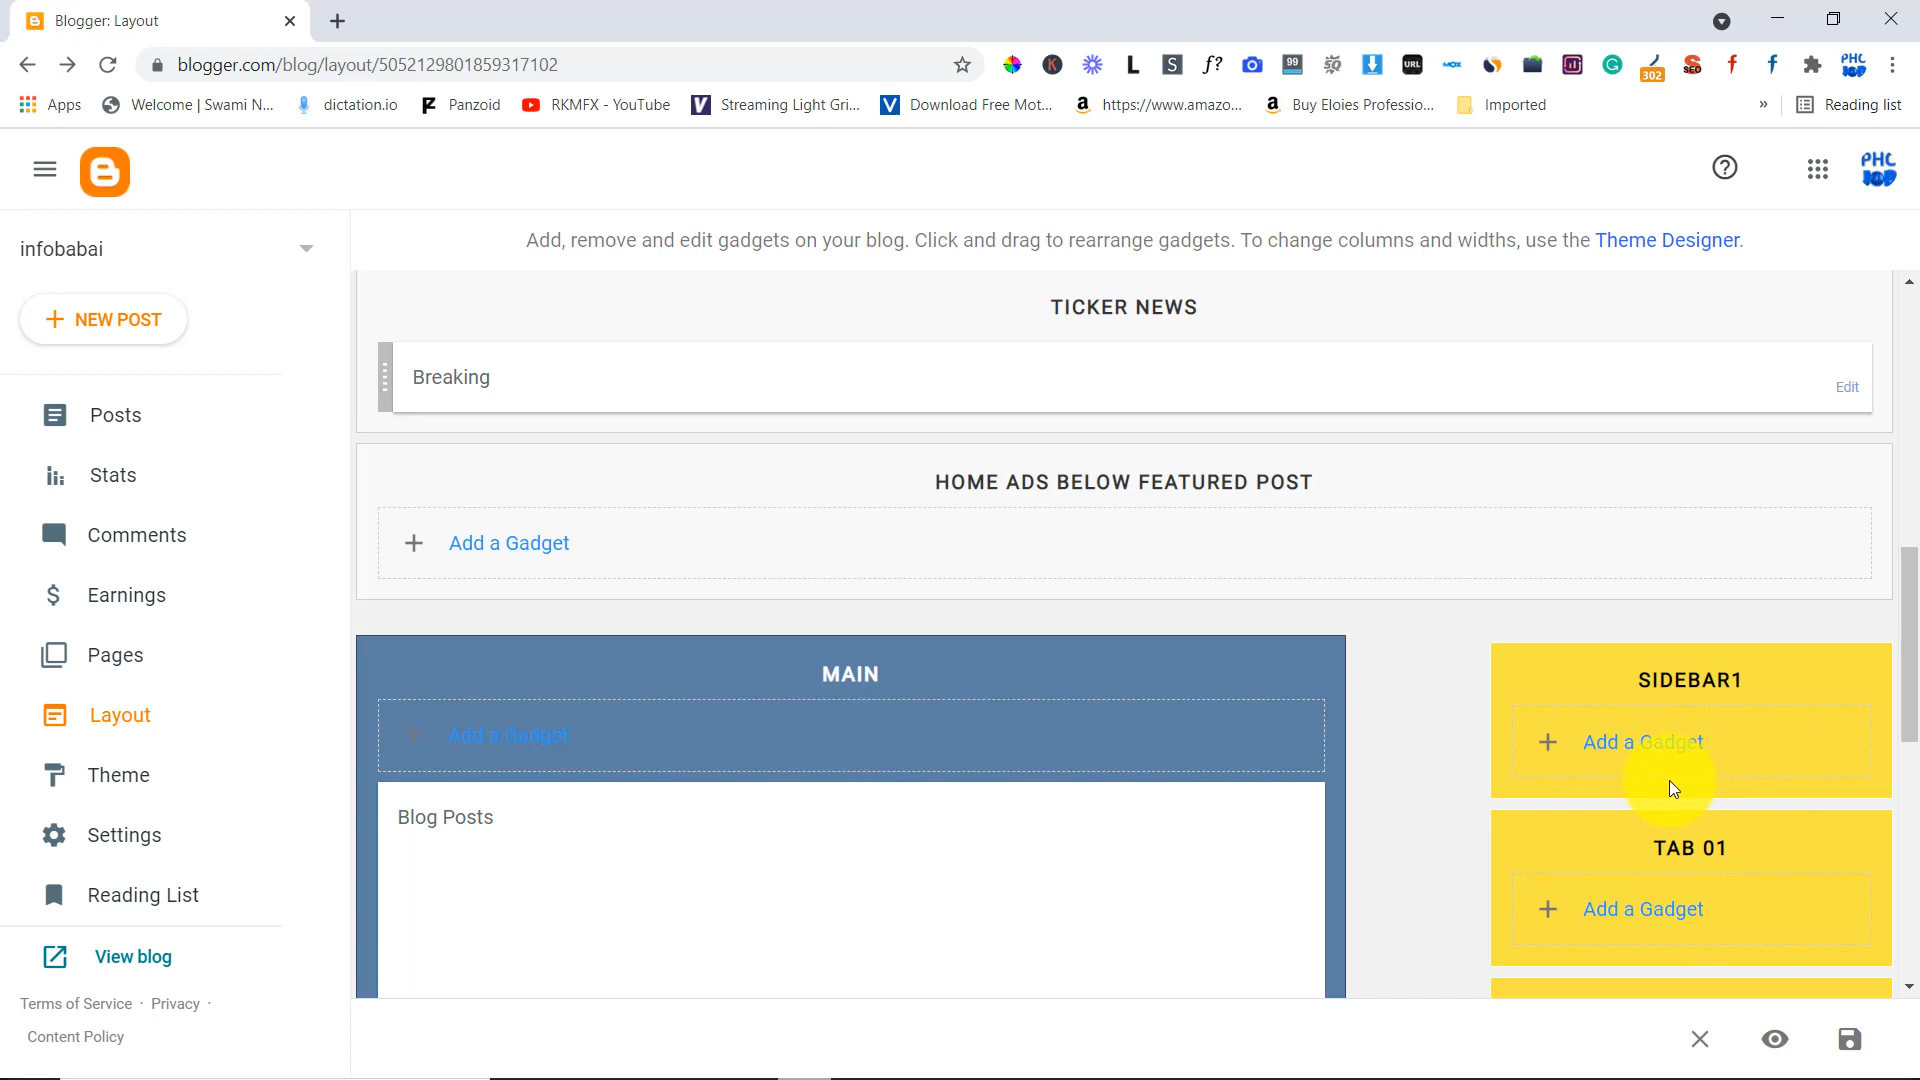 Blogger: Layout
blogger.com/blog/layout/5052129801859317102
Apps Welcome | Swami N... dictation.io Panzoid RKMFX - YouTube Streaming Light Gri... Download Free Mot... https://www.amazo... Buy Eloies Professio... Imported » Reading list
PHC
infobabai
Add, remove and edit gadgets on your blog. Click and drag to rearrange gadgets. To change columns and widths, use the Theme Designer.
NEW POST
Posts
Stats
Comments
Earnings
Pages
Layout
Theme
Settings
Reading List
View blog
Terms of Service · Privacy ·
Content Policy
TICKER NEWS
Breaking
Edit
HOME ADS BELOW FEATURED POST
Add a Gadget
MAIN
Add a Gadget
Blog Posts
SIDEBAR1
Add a Gadget
TAB 01
Add a Gadget